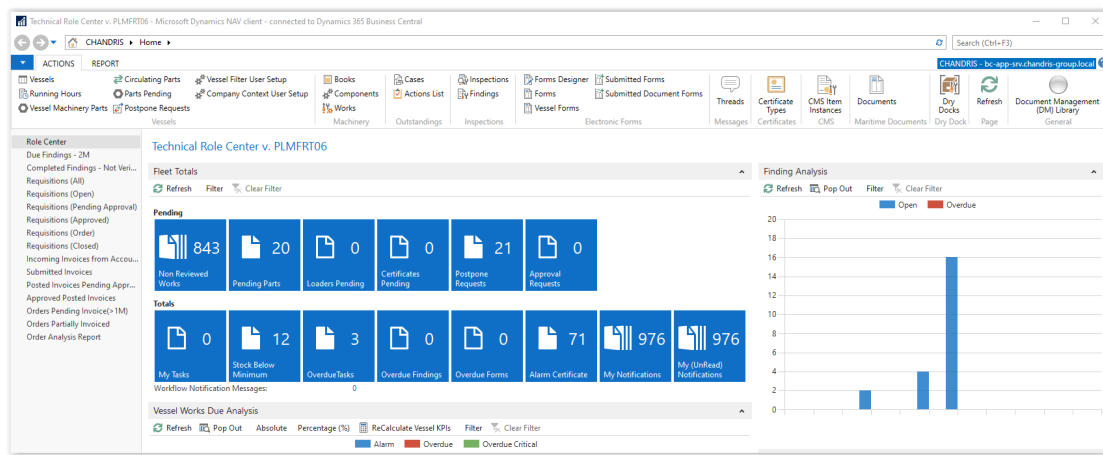 Technical Role Center v. PLMFRT06 - Microsoft Dynamics NAV client - connected to Dynamics 365 Business Central
CHANDRIS Home
Search (Ctrl+F3)
ACTIONS REPORT
CHANDRIS - bc-app-srv.chandris-group.local
Vessels Circulating Parts Vessel Filter User Setup Books Cases Inspections Forms Designer Submitted Forms
Running Hours Parts Pending Company Context User Setup Components Actions List Findings Forms Submitted Document Forms
Vessel Machinery Parts Postpone Requests Works Vessel Forms
Threads Certificate Types CMS Item Instances Documents Dry Docks Refresh Document Management (DM) Library
Vessels Machinery Outstandings Inspections Electronic Forms Messages Certificates CMS Maritime Documents Dry Dock Page General
Role Center
Due Findings - 2M
Completed Findings - Not Veri...
Requisitions (All)
Requisitions (Open)
Requisitions (Pending Approval)
Requisitions (Approved)
Requisitions (Order)
Requisitions (Closed)
Incoming Invoices from Accou...
Submitted Invoices
Posted Invoices Pending Appr...
Approved Posted Invoices
Orders Pending Invoice(>1M)
Orders Partially Invoiced
Order Analysis Report
Technical Role Center v. PLMFRT06
Fleet Totals
Refresh Filter Clear Filter
Pending
843 20 0 0 21 0
Non Reviewed Works Pending Parts Loaders Pending Certificates Pending Postpone Requests Approval Requests
Totals
0 12 3 0 0 71 976 976
My Tasks Stock Below Minimum OverdueTasks Overdue Findings Overdue Forms Alarm Certificate My Notifications My (UnRead) Notifications
Workflow Notification Messages: 0
Vessel Works Due Analysis
Refresh Pop Out Absolute Percentage (%) ReCalculate Vessel KPIs Filter Clear Filter
Alarm Overdue Overdue Critical
Finding Analysis
Refresh Pop Out Filter Clear Filter
Open Overdue
20
18
16
14
12
10
8
6
4
2
0